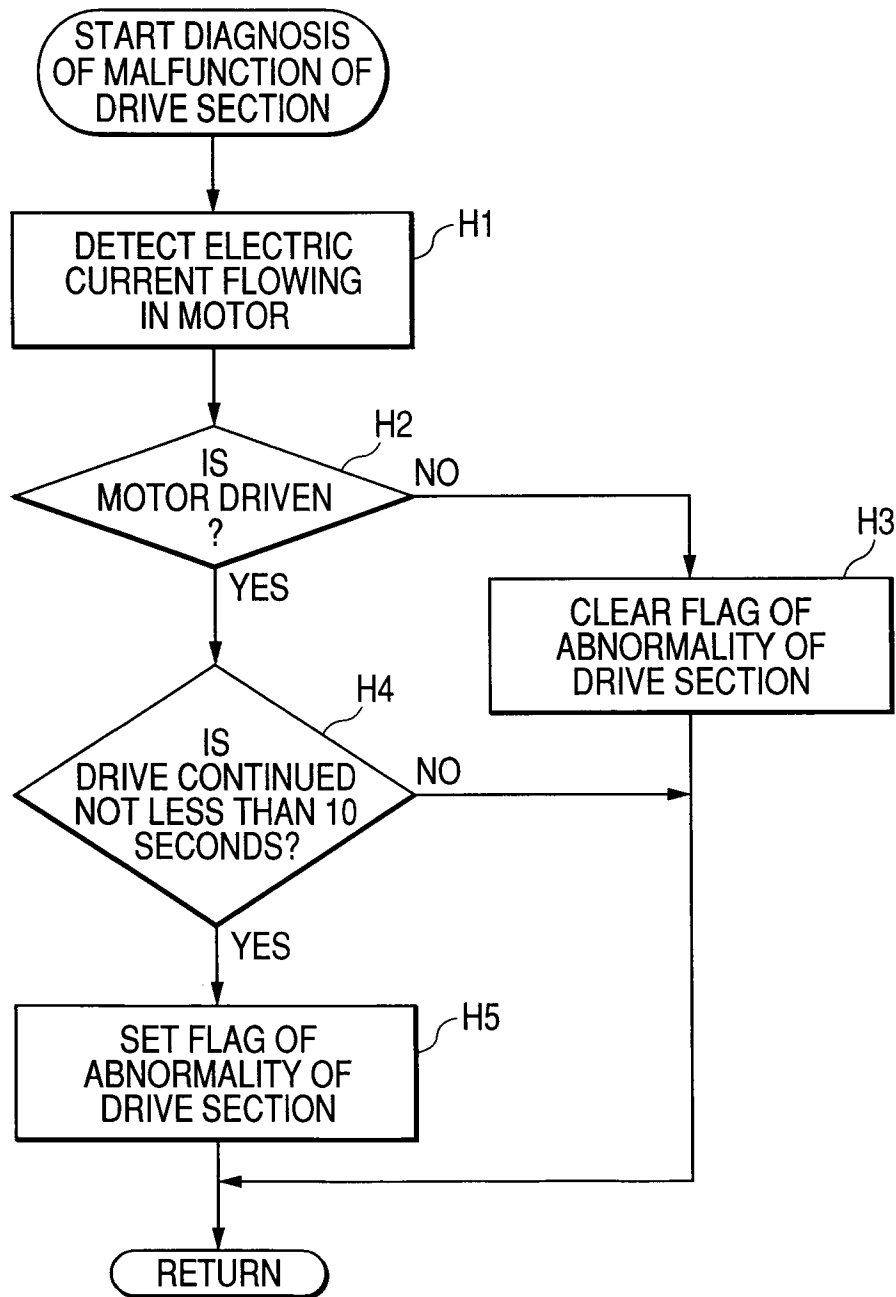 START DIAGNOSIS
OF MALFUNCTION OF
DRIVE SECTION
H1
DETECT ELECTRIC
CURRENT FLOWING
IN MOTOR
H2
IS
MOTOR DRIVEN
?
NO
YES
H3
CLEAR FLAG OF
ABNORMALITY OF
DRIVE SECTION
H4
IS
DRIVE CONTINUED
NOT LESS THAN 10
SECONDS?
NO
YES
H5
SET FLAG OF
ABNORMALITY OF
DRIVE SECTION
RETURN